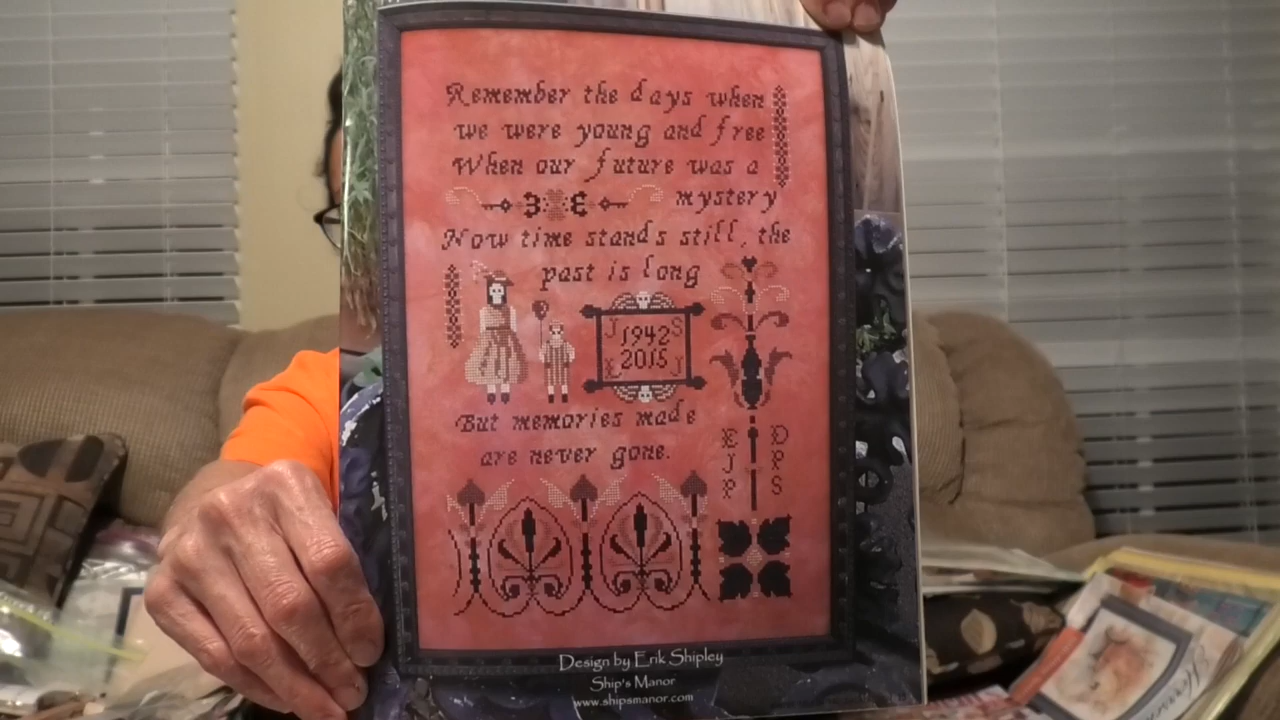 Remember the days when
we were young and free
When our future was a
mystery
Now time stands still, the
past is long
J S
1942
2015
L J
But memories made
are never gone.
E D
J P
P S
Design by Erik Shipley
Ship's Manor
www.shipsmanor.com